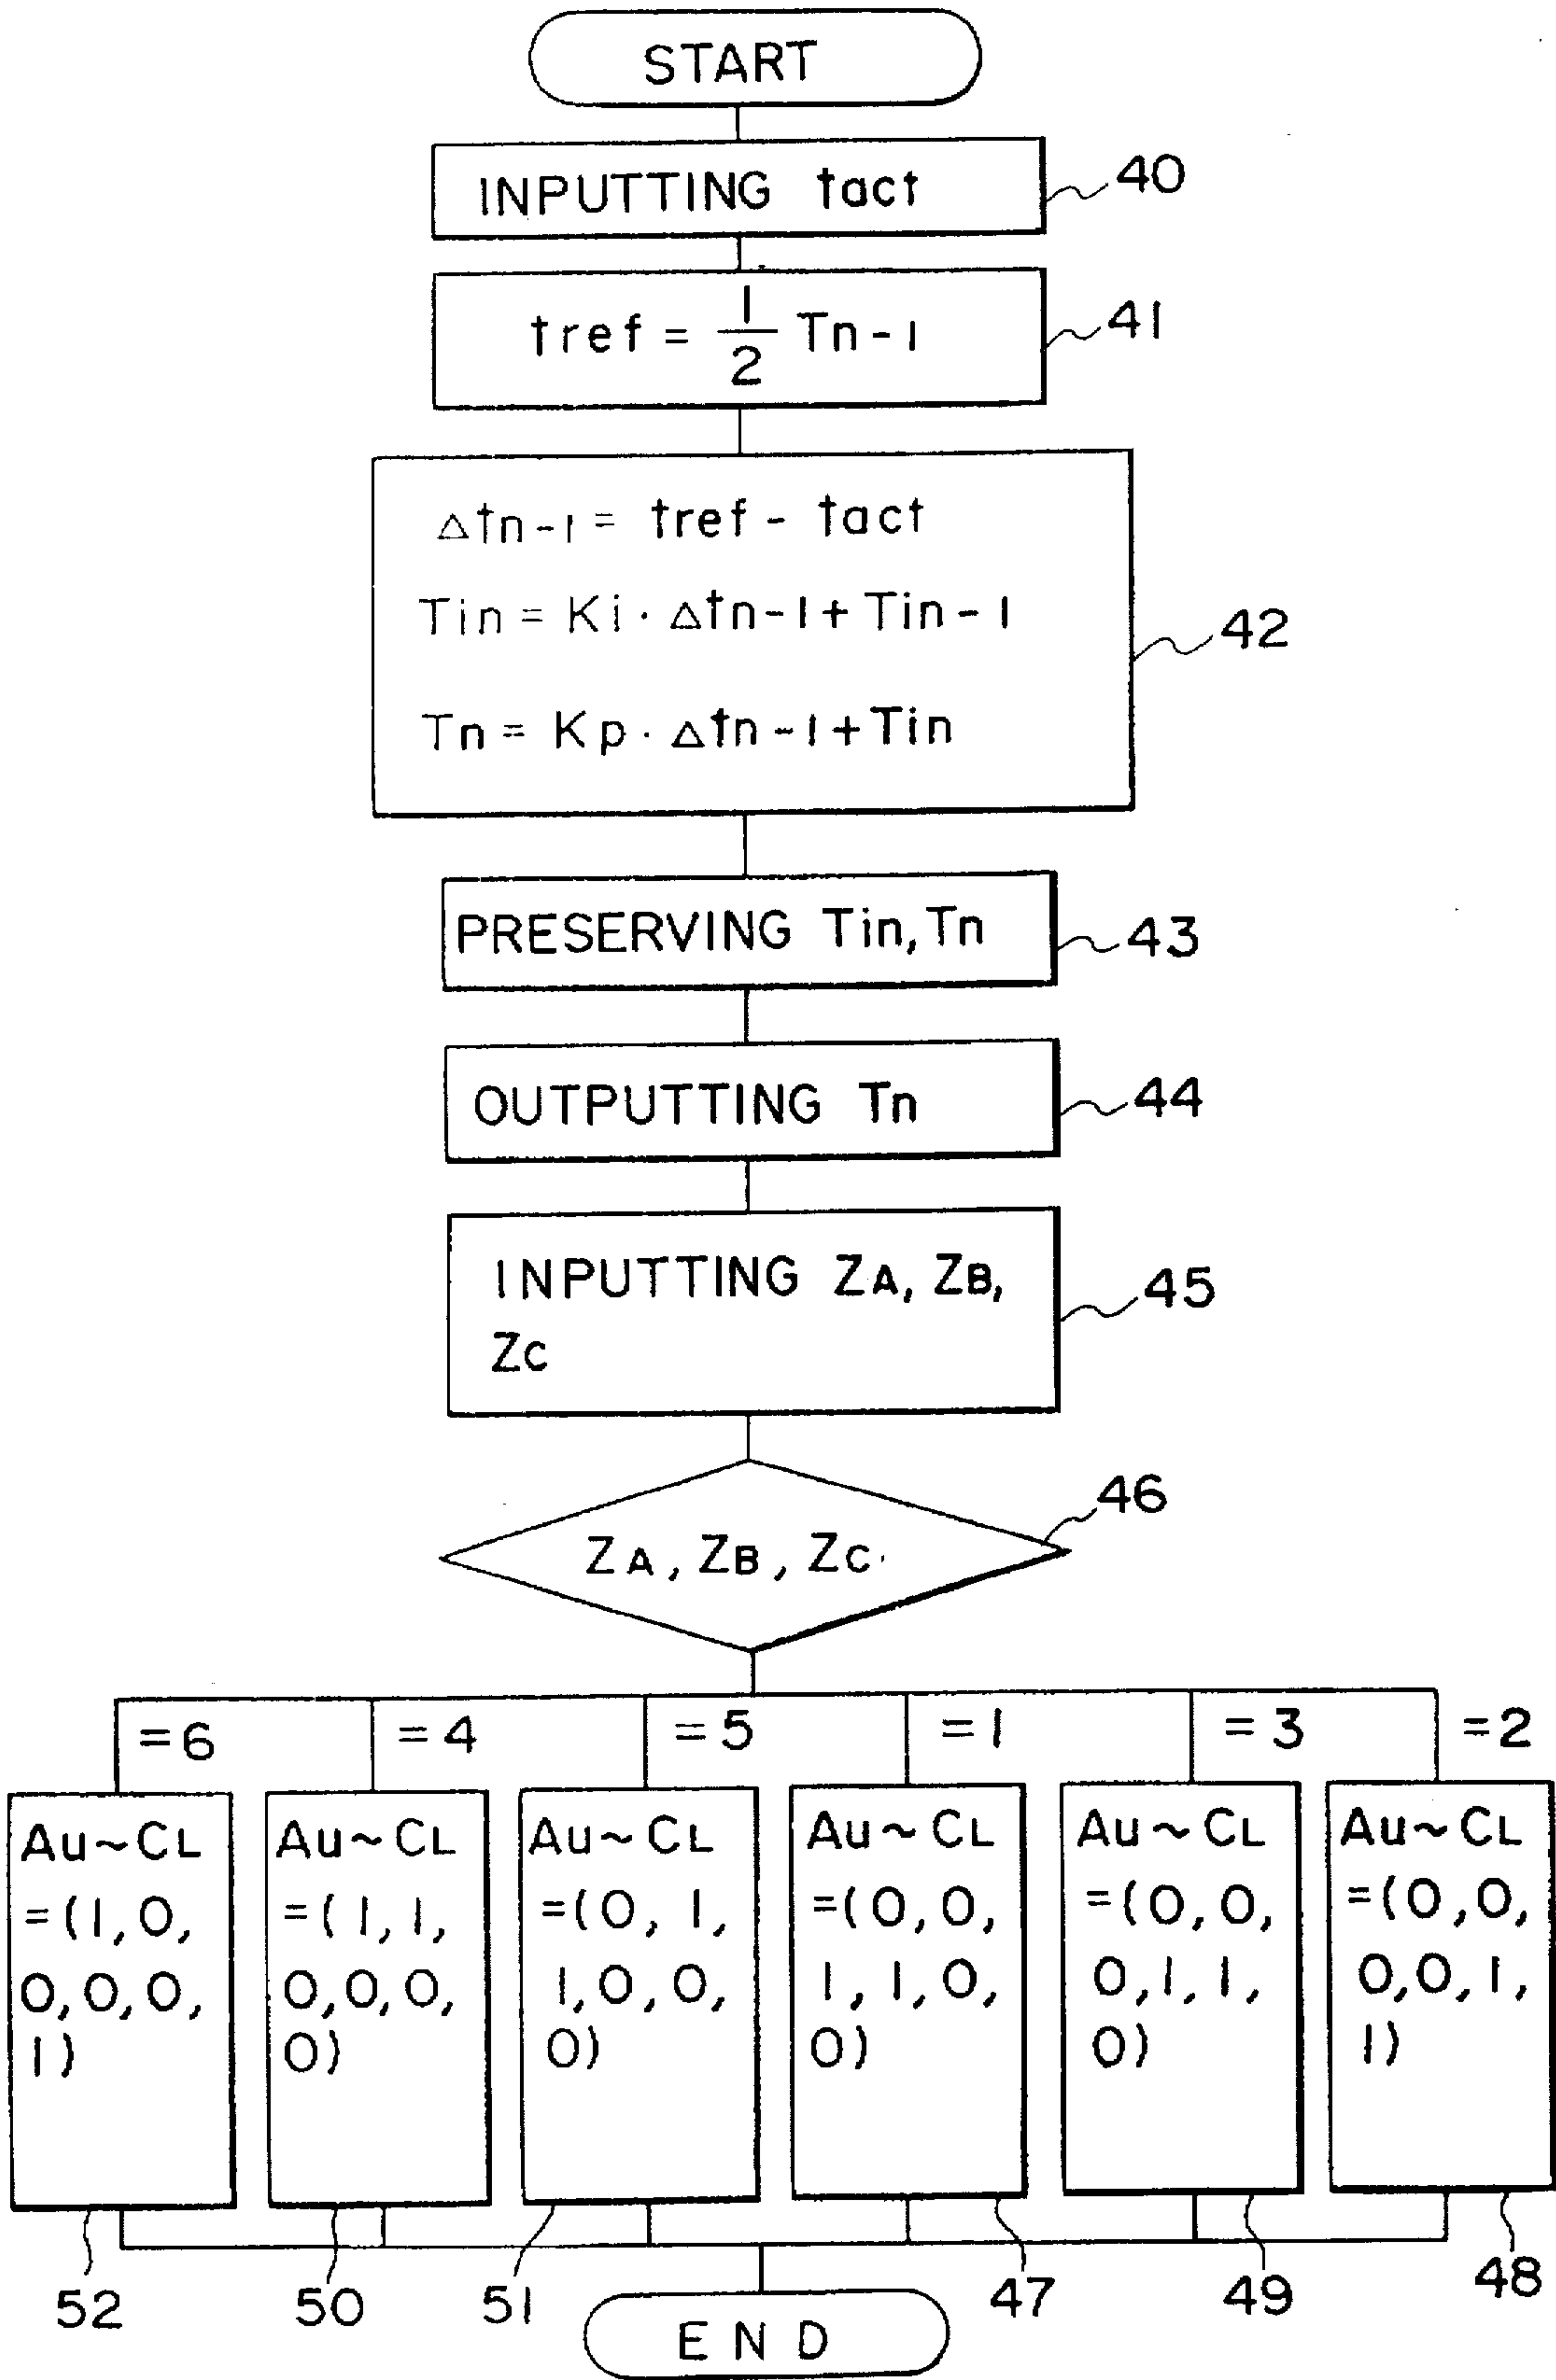 START
INPUTTING tact
40
tref = 1/2 Tn-1
41
Δtn-1 = tref - tact
Tin = Ki · Δtn-1 + Tin-1
Tn = Kp · Δtn-1 + Tin
42
PRESERVING Tin, Tn
43
OUTPUTTING Tn
44
INPUTTING ZA, ZB,
ZC
45
ZA, ZB, ZC
46
=6
=4
=5
=1
=3
=2
Au~CL
=(1,0,
0,0,0,
1)
Au~CL
=(1,1,
0,0,0,
0)
Au~CL
=(0,1,
1,0,0,
0)
Au~CL
=(0,0,
1,1,0,
0)
Au~CL
=(0,0,
0,1,1,
0)
Au~CL
=(0,0,
0,0,1,
1)
52
50
51
47
49
48
END